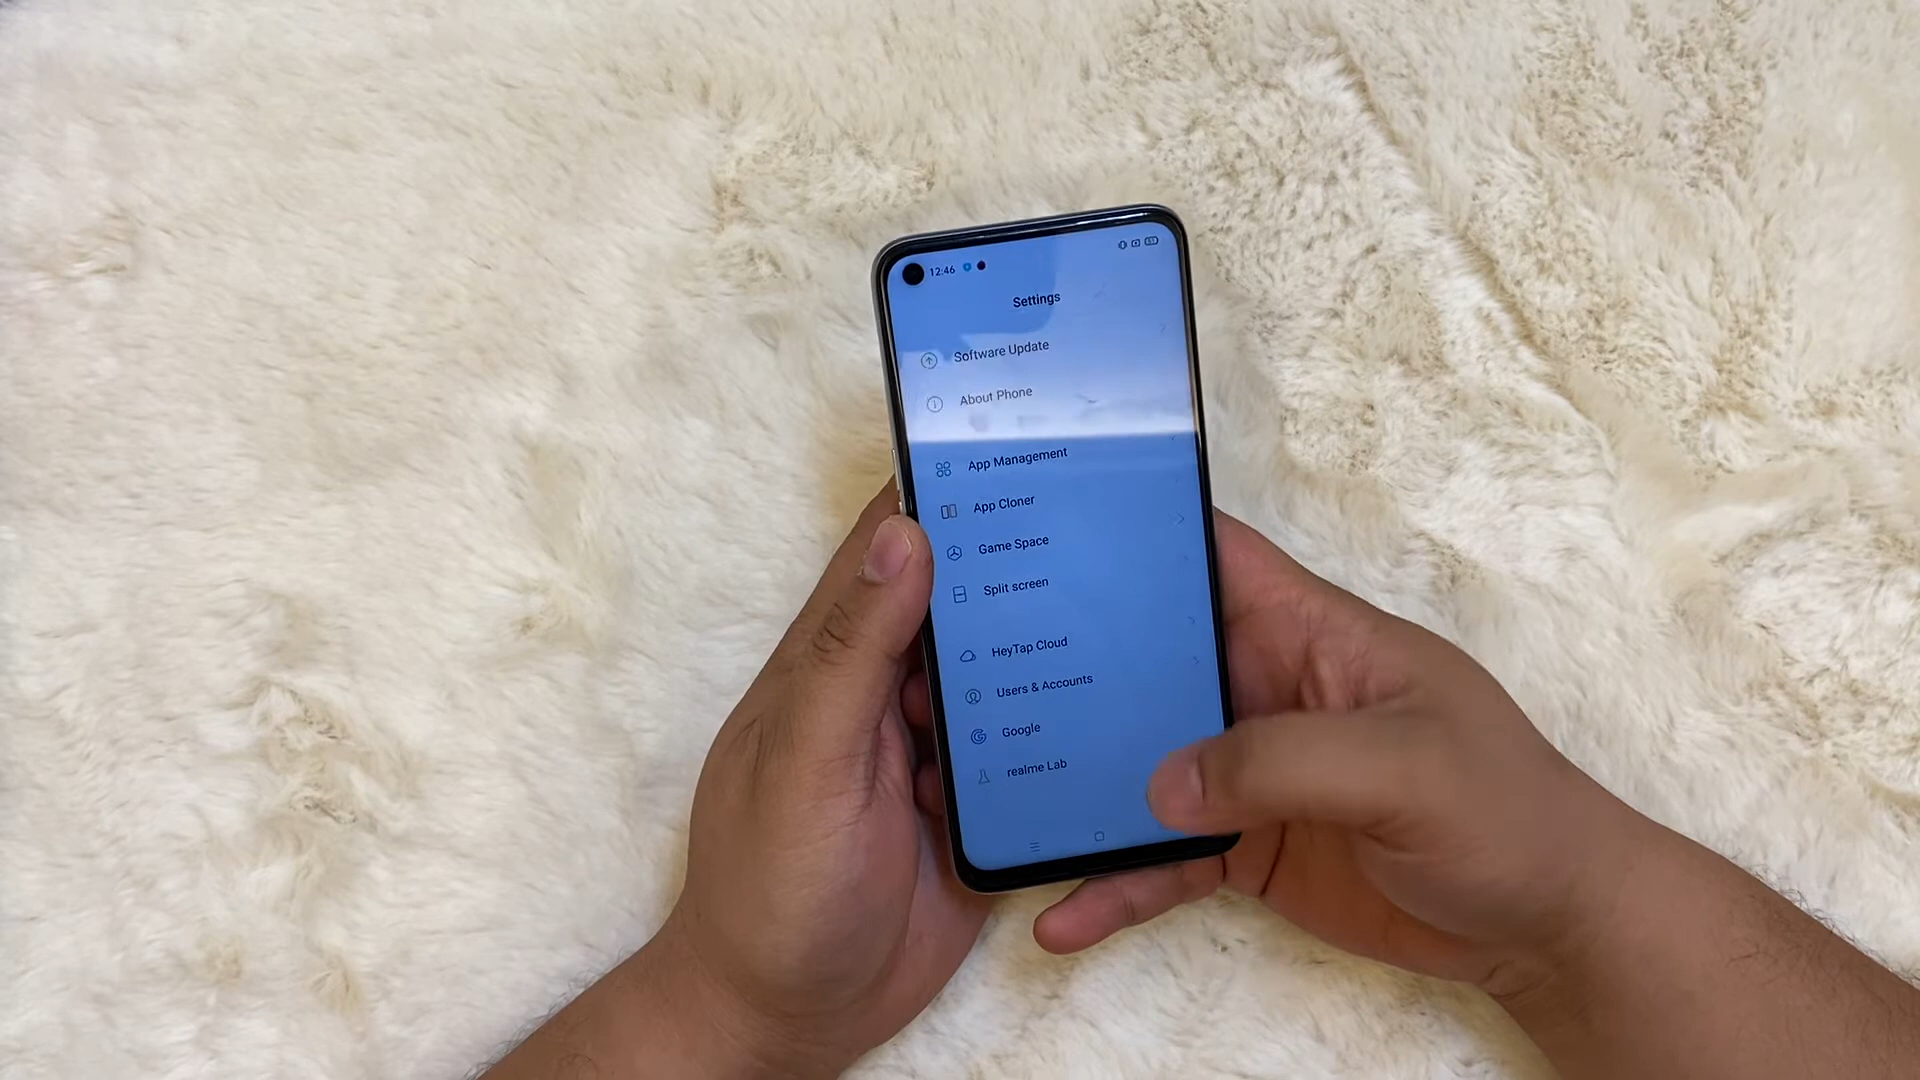 12:46
Settings
Software Update
About Phone
App Management
App Cloner
Game Space
Split screen
HeyTap Cloud
Users & Accounts
Google
realme Lab